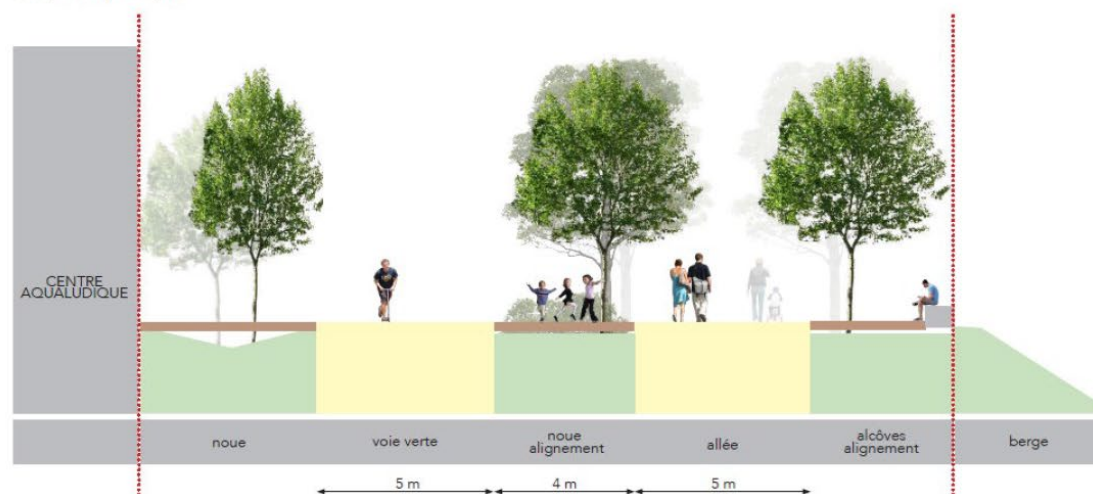 CENTRE
AQUALUDIQUE
noue
voie verte
noue
alignement
allée
alcôves
alignement
berge
5 m
4 m
5 m